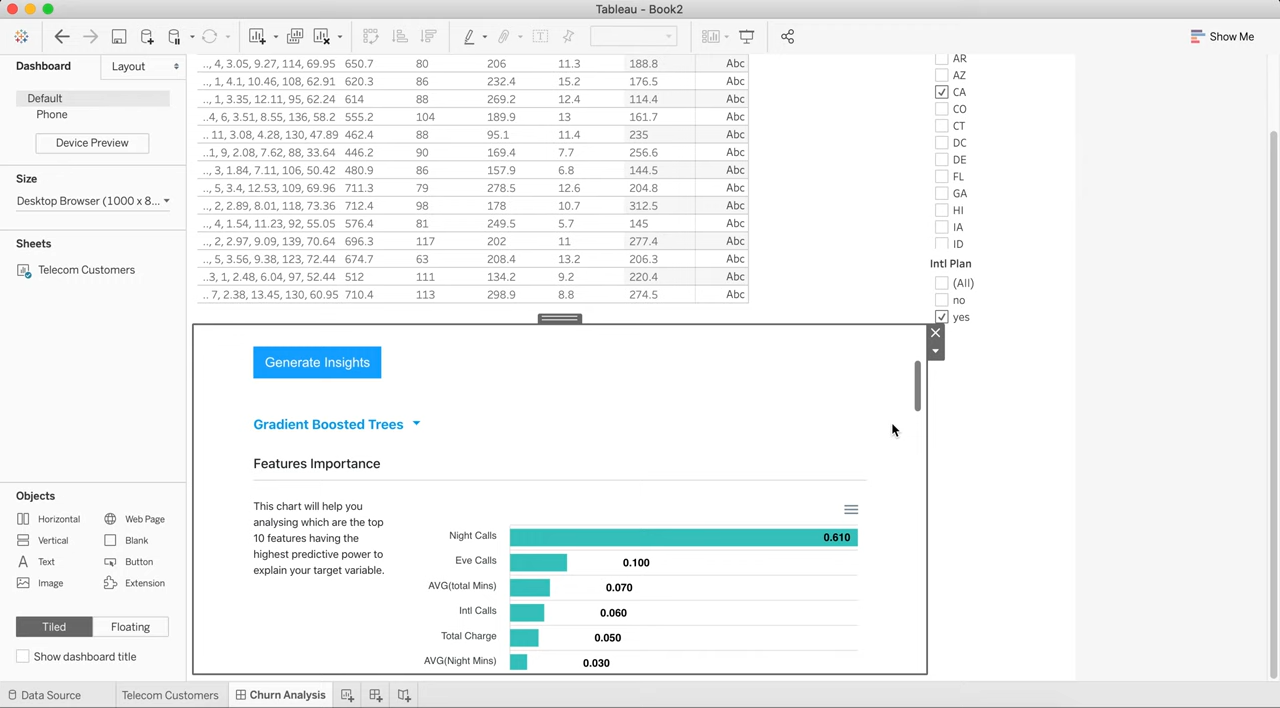 Tableau - Book2
Show Me
Dashboard Layout
Default
Phone
Device Preview
Size
Desktop Browser (1000 x 8...
Sheets
Telecom Customers
Objects
Horizontal Web Page
Vertical Blank
Text Button
Image Extension
Tiled Floating
Show dashboard title
.., 4, 3.05, 9.27, 114, 69.95 650.7 80 206 11.3 188.8 Abc
.., 1, 4.1, 10.46, 108, 62.91 620.3 86 232.4 15.2 176.5 Abc
.., 1, 3.35, 12.11, 95, 62.24 614 88 269.2 12.4 114.4 Abc
..4, 6, 3.51, 8.55, 136, 58.2 555.2 104 189.9 13 161.7 Abc
.. 11, 3.08, 4.28, 130, 47.89 462.4 88 95.1 11.4 235 Abc
..1, 9, 2.08, 7.62, 88, 33.64 446.2 90 169.4 7.7 256.6 Abc
.., 3, 1.84, 7.11, 106, 50.42 480.9 86 157.9 6.8 144.5 Abc
.., 5, 3.4, 12.53, 109, 69.96 711.3 79 278.5 12.6 204.8 Abc
.., 2, 2.89, 8.01, 118, 73.36 712.4 98 178 10.7 312.5 Abc
.., 4, 1.54, 11.23, 92, 55.05 576.4 81 249.5 5.7 145 Abc
.., 2, 2.97, 9.09, 139, 70.64 696.3 117 202 11 277.4 Abc
.., 5, 3.56, 9.38, 123, 72.44 674.7 63 208.4 13.2 206.3 Abc
..3, 1, 2.48, 6.04, 97, 52.44 512 111 134.2 9.2 220.4 Abc
.. 7, 2.38, 13.45, 130, 60.95 710.4 113 298.9 8.8 274.5 Abc
AR
AZ
CA
CO
CT
DC
DE
FL
GA
HI
IA
ID
Intl Plan
(All)
no
yes
Generate Insights
Gradient Boosted Trees
Features Importance
This chart will help you
analysing which are the top
10 features having the
highest predictive power to
explain your target variable.
Night Calls 0.610
Eve Calls 0.100
AVG(total Mins) 0.070
Intl Calls 0.060
Total Charge 0.050
AVG(Night Mins) 0.030
Data Source Telecom Customers Churn Analysis